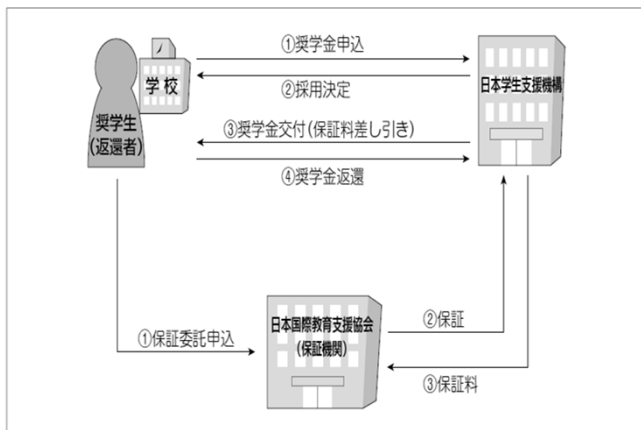 ①奨学金申込
学校
②採用決定
日本学生支援機構
奨学生
(返還者)
③奨学金交付(保証料差し引き)
④奨学金返還
日本国際教育支援協会
(保証機関)
①保証委託申込
②保証
③保証料